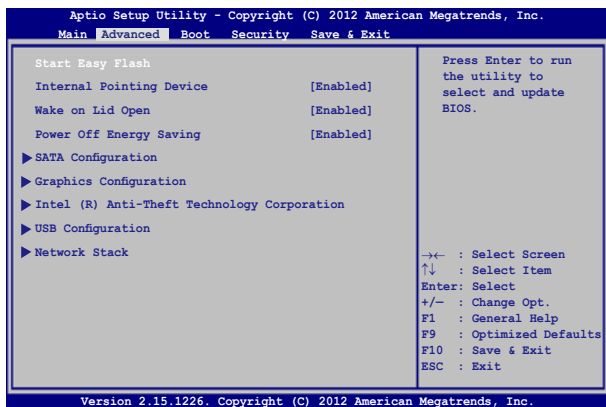 Aptio Setup Utility - Copyright (C) 2012 American Megatrends, Inc.
Main Advanced Boot Security Save & Exit
Start Easy Flash
Internal Pointing Device [Enabled]
Wake on Lid Open [Enabled]
Power Off Energy Saving [Enabled]
SATA Configuration
Graphics Configuration
Intel (R) Anti-Theft Technology Corporation
USB Configuration
Network Stack
Press Enter to run
the utility to
select and update
BIOS.
→← : Select Screen
↑↓ : Select Item
Enter: Select
+/— : Change Opt.
F1 : General Help
F9 : Optimized Defaults
F10 : Save & Exit
ESC : Exit
Version 2.15.1226. Copyright (C) 2012 American Megatrends, Inc.